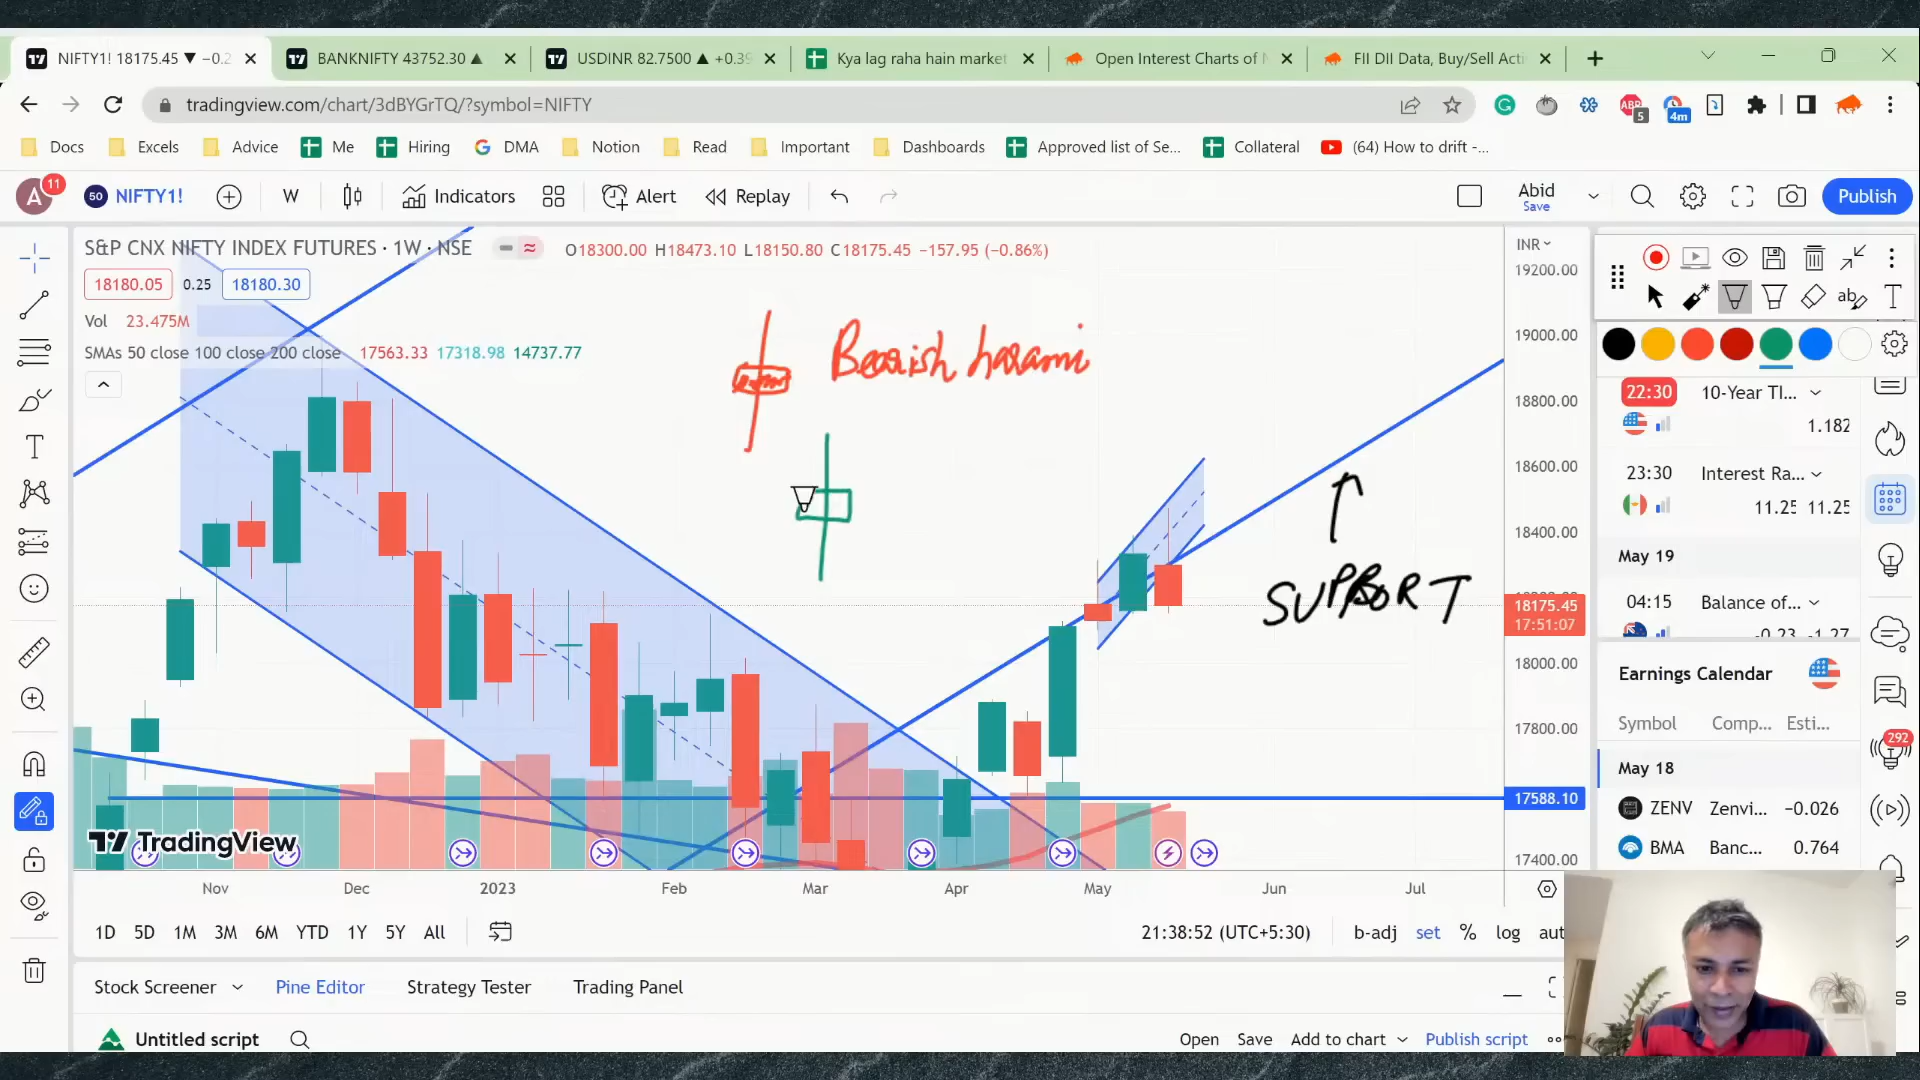 NIFTY1! 18175.45 ▼ −0.2
BANKNIFTY 43752.30 ▲
USDINR 82.7500 ▲ +0.39
Kya lag raha hain market
Open Interest Charts of N
FII DII Data, Buy/Sell Acti
tradingview.com/chart/3dBYGrTQ/?symbol=NIFTY
5
4m
Docs
Excels
Advice
Me
Hiring
DMA
Notion
Read
Important
Dashboards
Approved list of Se...
Collateral
(64) How to drift -...
A
11
50
NIFTY1!
W
Indicators
Alert
Replay
Abid
Save
Publish
S&P CNX NIFTY INDEX FUTURES · 1W · NSE
O18300.00 H18473.10 L18150.80 C18175.45 −157.95 (−0.86%)
18180.05
0.25
18180.30
Vol 23.475M
SMAs 50 close 100 close 200 close 17563.33 17318.98 14737.77
Bearish harami
SUPPORT
INR
19200.00
19000.00
18800.00
18600.00
18400.00
18175.45
17:51:07
18000.00
17800.00
17588.10
17400.00
TradingView
Nov
Dec
2023
Feb
Mar
Apr
May
Jun
Jul
1D 5D 1M 3M 6M YTD 1Y 5Y All
21:38:52 (UTC+5:30)
b-adj set % log
Stock Screener
Pine Editor
Strategy Tester
Trading Panel
Untitled script
Open
Save
Add to chart
Publish script
22:30
10-Year TI...
1.182
23:30
Interest Ra...
11.25 11.25
May 19
04:15
Balance of...
Earnings Calendar
Symbol Comp... Esti...
May 18
ZENV Zenvi... −0.026
BMA Banc... 0.764
292